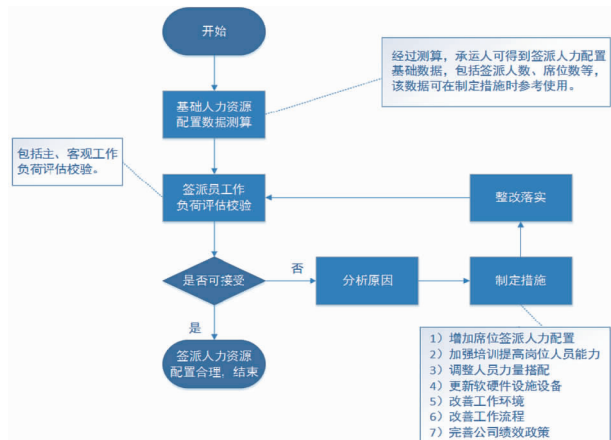 开始
经过测算，承运人可得到签派人力配置
基础数据，包括签派人数、席位数等，
该数据可在制定措施时参考使用。
基础人力资源
配置数据测算
包括主、客观工作
负荷评估校验。
签派员工作
负荷评估校验
整改落实
是否可接受
否
分析原因
制定措施
是
签派人力资源
配置合理，结束
1）增加席位签派人力配置
2）加强培训提高岗位人员能力
3）调整人员力量搭配
4）更新软硬件设施设备
5）改善工作环境
6）改善工作流程
7）完善公司绩效政策